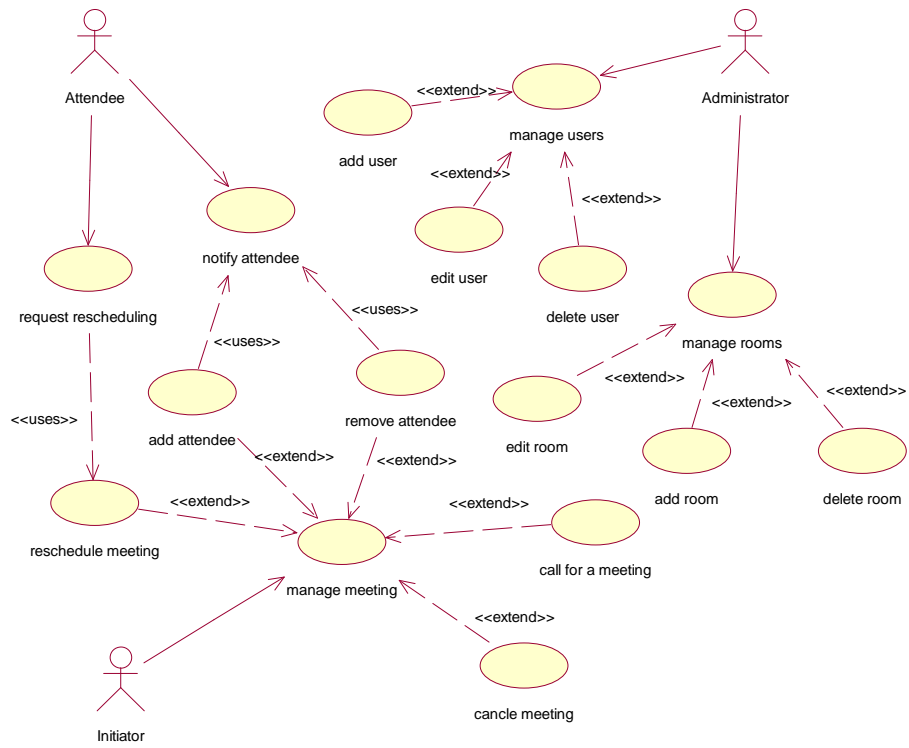 Attendee
Administrator
<<extend>>
add user
manage users
<<extend>>
<<extend>>
edit user
delete user
notify attendee
request rescheduling
<<uses>>
<<uses>>
manage rooms
<<extend>>
<<extend>>
<<extend>>
<<uses>>
add attendee
remove attendee
edit room
add room
delete room
<<extend>>
<<extend>>
<<extend>>
<<extend>>
reschedule meeting
call for a meeting
manage meeting
<<extend>>
cancle meeting
Initiator